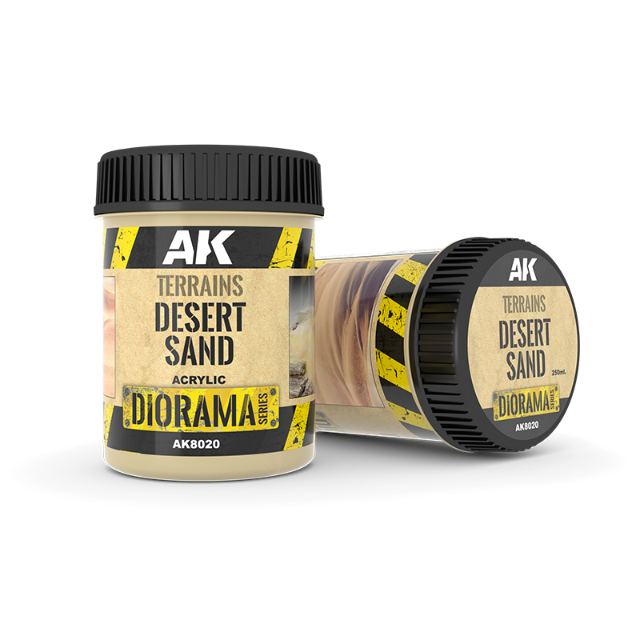 AK
TERRAINS
DESERT
SAND
ACRYLIC
DIORAMA
SERIES
AK8020
AK
TERRAINS
DESERT
SAND
250ml.
DIORAMA
SERIES
AK8020